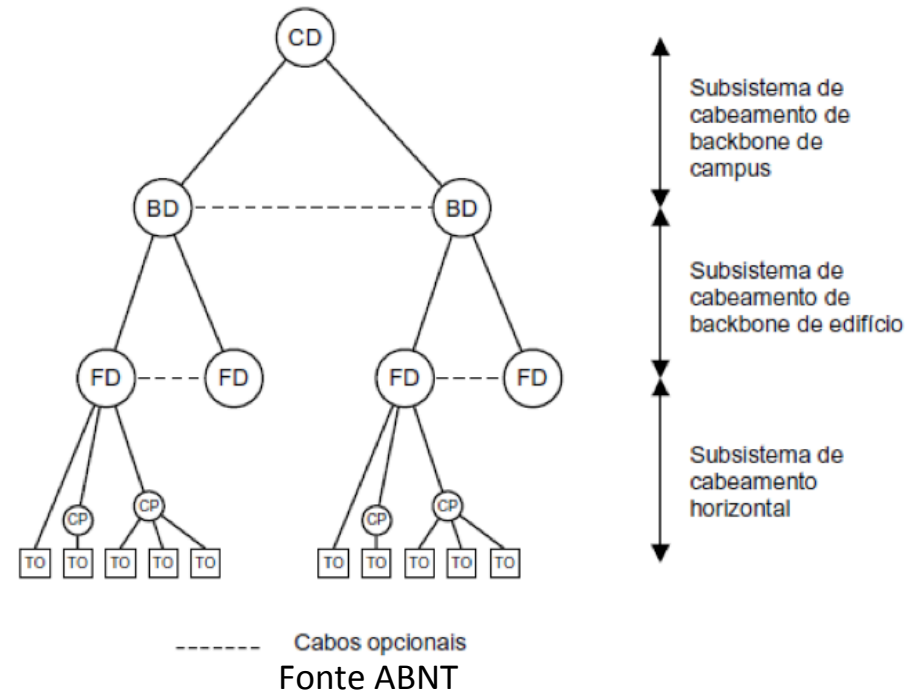 CD
Subsistema de
cabeamento de
backbone de
campus
BD BD
Subsistema de
cabeamento de
backbone de edifício
FD FD FD FD
Subsistema de
cabeamento
horizontal
CP CP CP CP
TO TO TO TO TO TO TO TO TO TO
Cabos opcionais
Fonte ABNT